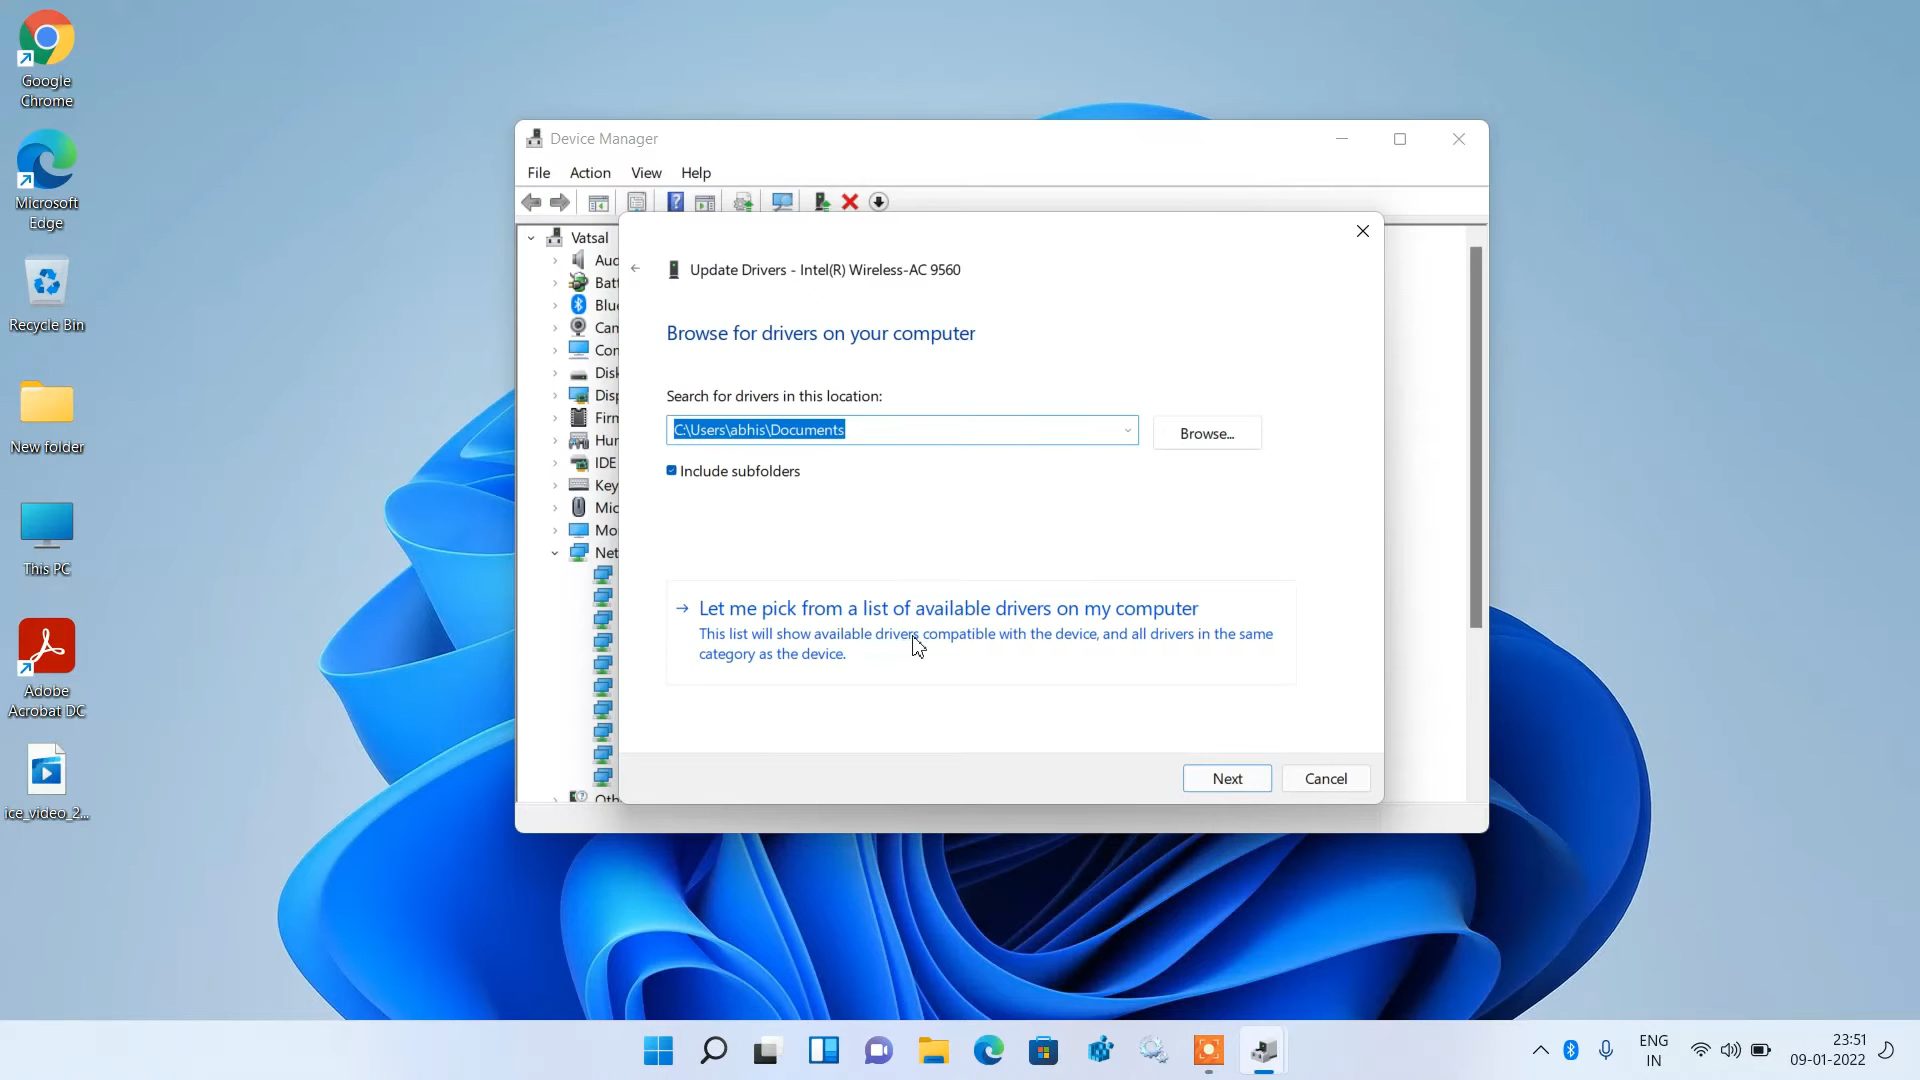 Google
Chrome
Microsoft
Edge
Recycle Bin
New folder
This PC
Adobe
Acrobat DC
ice_video_2...
Device Manager
File Action View Help
Vatsal
Auc
Batt
Blue
Can
Con
Disk
Disp
Firn
Hur
IDE
Key
Mic
Mo
Net
Oth
Update Drivers - Intel(R) Wireless-AC 9560
Browse for drivers on your computer
Search for drivers in this location:
C:\Users\abhis\Documents
Browse...
Include subfolders
Let me pick from a list of available drivers on my computer
This list will show available drivers compatible with the device, and all drivers in the same
category as the device.
Next Cancel
ENG
IN
23:51
09-01-2022